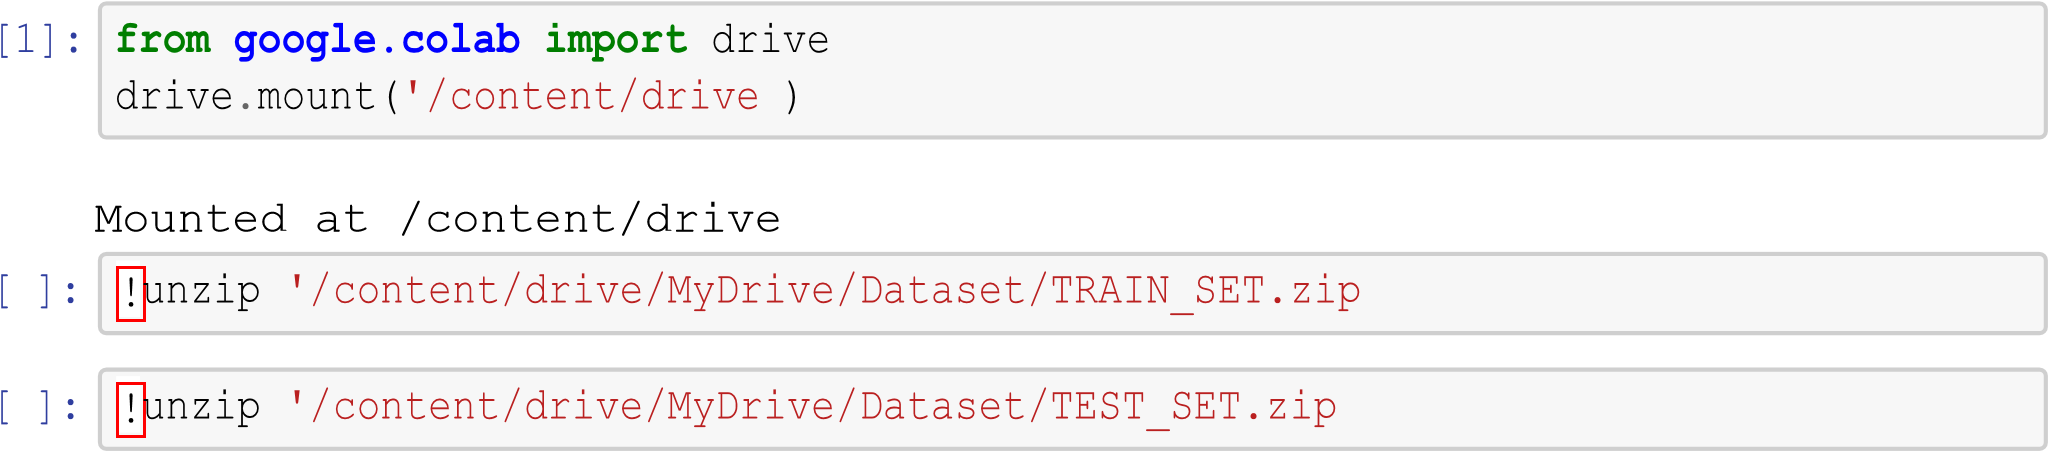 [1]: from google.colab import drive
drive.mount('/content/drive )
Mounted at /content/drive
[ ]: !unzip '/content/drive/MyDrive/Dataset/TRAIN_SET.zip
[ ]: !unzip '/content/drive/MyDrive/Dataset/TEST_SET.zip